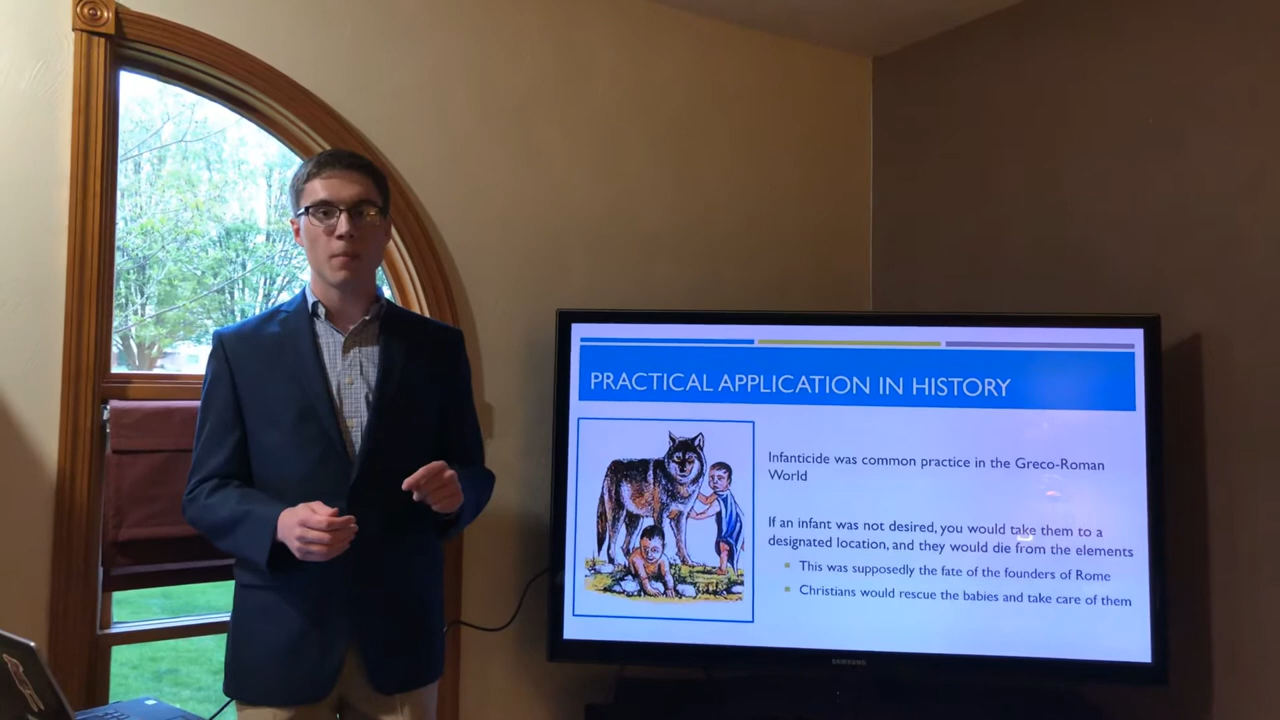 PRACTICAL APPLICATION IN HISTORY
Infanticide was common practice in the Greco-Roman
World
If an infant was not desired, you would take them to a
designated location, and they would die from the elements
This was supposedly the fate of the founders of Rome
Christians would rescue the babies and take care of them
SAMSUNG